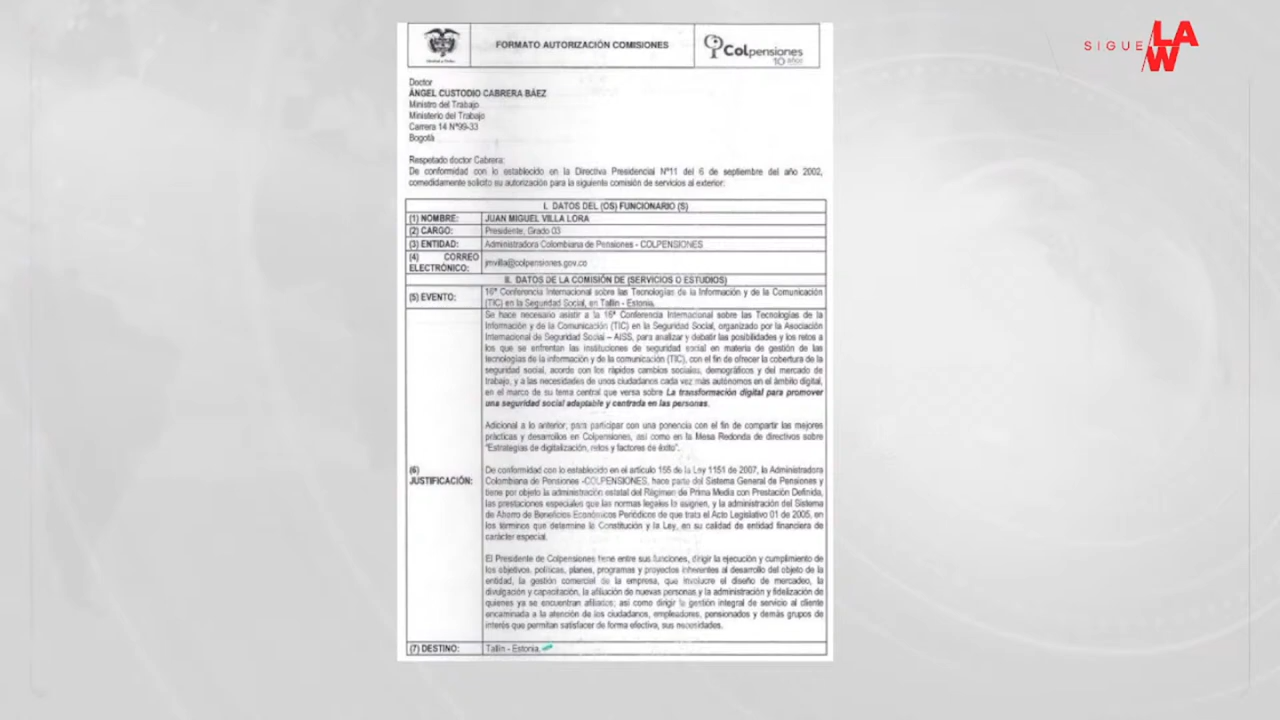 SIGUE LA W
FORMATO AUTORIZACIÓN COMISIONES
Colpensiones
10 años
Doctor
ÁNGEL CUSTODIO CABRERA BÁEZ
Ministro del Trabajo
Ministerio del Trabajo
Carrera 14 Nº99-33
Bogotá
Respetado doctor Cabrera:
De conformidad con lo establecido en la Directiva Presidencial Nº11 del 6 de septiembre del año 2002,
comedidamente solicito su autorización para la siguiente comisión de servicios al exterior:
I. DATOS DEL (OS) FUNCIONARIO (S)
(1) NOMBRE: JUAN MIGUEL VILLA LORA
(2) CARGO: Presidente, Grado 03
(3) ENTIDAD: Administradora Colombiana de Pensiones - COLPENSIONES
(4) CORREO
ELECTRÓNICO: jmvilla@colpensiones.gov.co
II. DATOS DE LA COMISIÓN DE (SERVICIOS O ESTUDIOS)
(5) EVENTO:
16ª Conferencia Internacional sobre las Tecnologías de la Información y de la Comunicación
(TIC) en la Seguridad Social, en Tallin - Estonia.
(6)
JUSTIFICACIÓN:
Se hace necesario asistir a la 16ª Conferencia Internacional sobre las Tecnologías de la
Información y de la Comunicación (TIC) en la Seguridad Social, organizado por la Asociación
Internacional de Seguridad Social – AISS, para analizar y debatir las posibilidades y los retos a
los que se enfrentan las instituciones de seguridad social en materia de gestión de las
tecnologías de la información y de la comunicación (TIC), con el fin de ofrecer la cobertura de la
seguridad social, acorde con los rápidos cambios sociales, demográficos y del mercado de
trabajo, y a las necesidades de unos ciudadanos cada vez más autónomos en el ámbito digital,
en el marco de su tema central que versa sobre La transformación digital para promover
una seguridad social adaptable y centrada en las personas.
Adicional a lo anterior, para participar con una ponencia con el fin de compartir las mejores
prácticas y desarrollos en Colpensiones, así como en la Mesa Redonda de directivos sobre
"Estrategias de digitalización, retos y factores de éxito".
De conformidad con lo establecido en el artículo 155 de la Ley 1151 de 2007, la Administradora
Colombiana de Pensiones -COLPENSIONES, hace parte del Sistema General de Pensiones y
tiene por objeto la administración estatal del Régimen de Prima Media con Prestación Definida,
las prestaciones especiales que las normas legales lo asignen, y la administración del Sistema
de Ahorro de Beneficios Económicos Periódicos de que trata el Acto Legislativo 01 de 2005, en
los términos que determine la Constitución y la Ley, en su calidad de entidad financiera de
carácter especial.
El Presidente de Colpensiones tiene entre sus funciones, dirigir la ejecución y cumplimiento de
los objetivos, políticas, planes, programas y proyectos inherentes al desarrollo del objeto de la
entidad, la gestión comercial de la empresa, que involucre el diseño de mercadeo, la
divulgación y capacitación, la afiliación de nuevas personas y la administración y fidelización de
quienes ya se encuentran afiliados; así como dirigir la gestión integral de servicio al cliente
encaminada a la atención de los ciudadanos, empleadores, pensionados y demás grupos de
interés que permitan satisfacer de forma efectiva, sus necesidades.
(7) DESTINO: Tallin - Estonia.